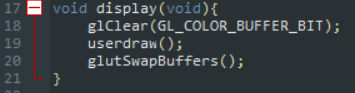 17 void display(void){
18 glClear(GL_COLOR_BUFFER_BIT);
19 userdraw();
20 glutSwapBuffers();
21 }